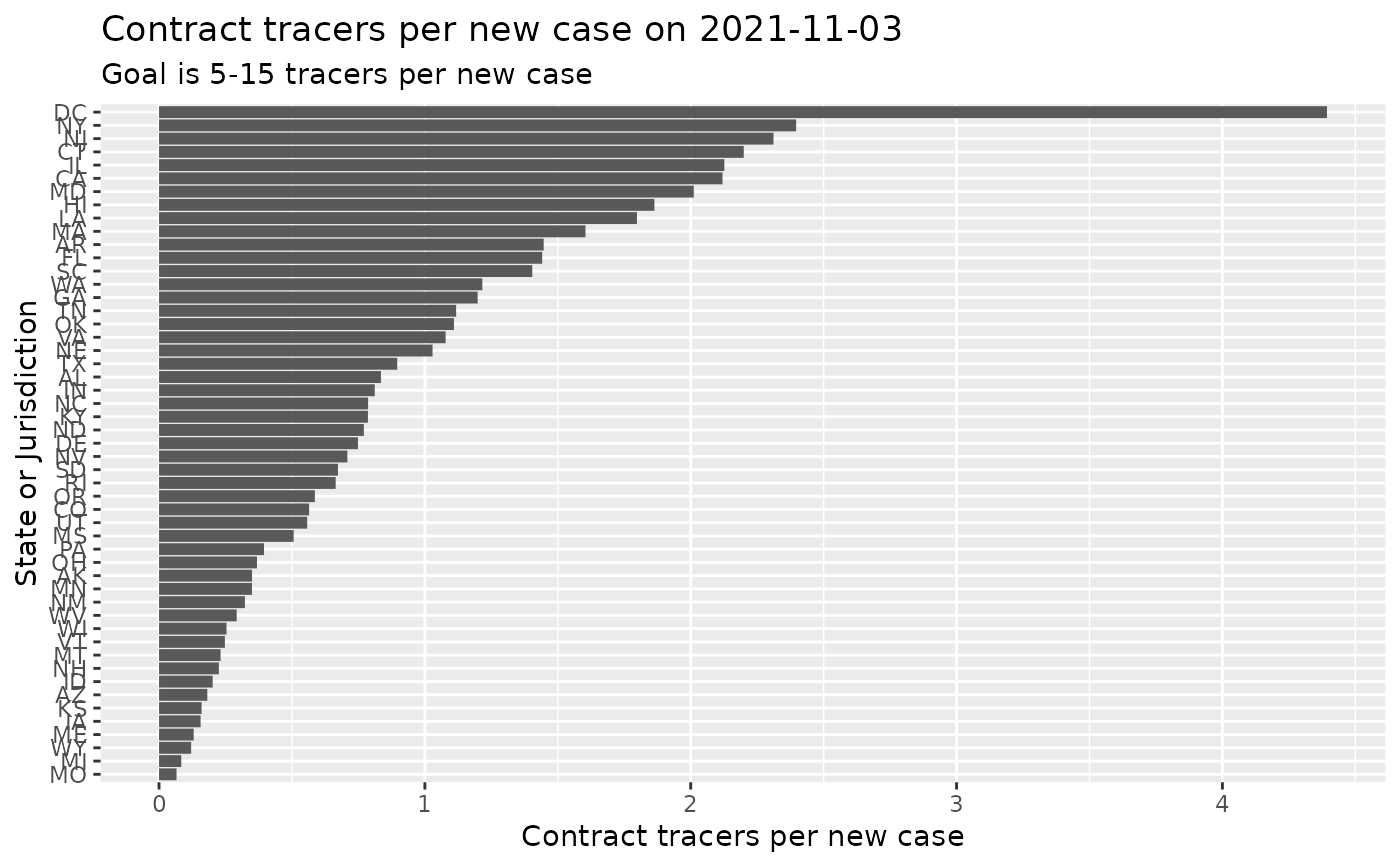 Contract tracers per new case on 2021-11-03
Goal is 5-15 tracers per new case
State or Jurisdiction
DC
NY
NJ
CT
IL
CA
MD
HI
LA
MA
AR
FL
SC
WA
GA
TN
OK
VA
NE
TX
AL
IN
NC
KY
ND
DE
NV
SD
RI
OR
CO
UT
MS
PA
OH
AK
MN
NM
WV
WI
VT
MT
NH
ID
AZ
KS
IA
ME
WY
MI
MO
0 1 2 3 4
Contract tracers per new case